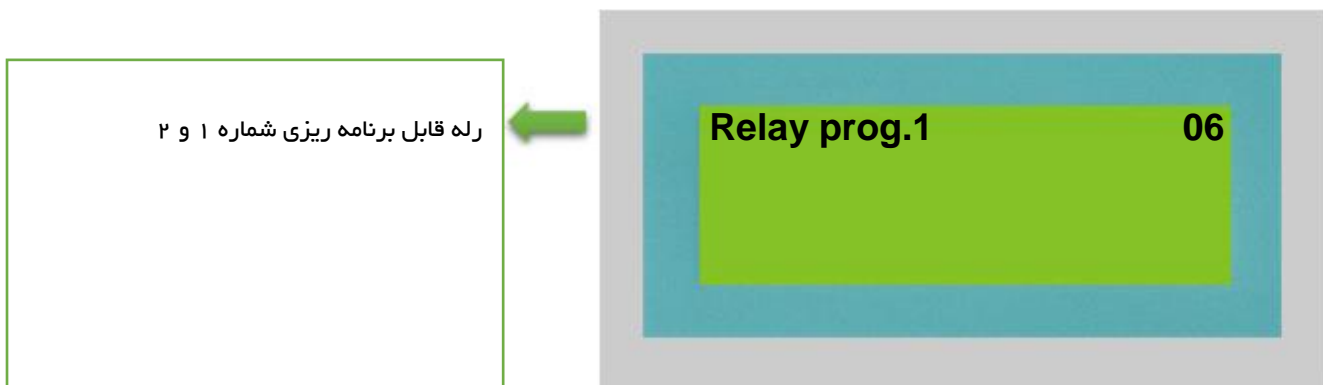 رله قابل برنامه ریزی شماره ۱ و ۲
Relay prog.1 06